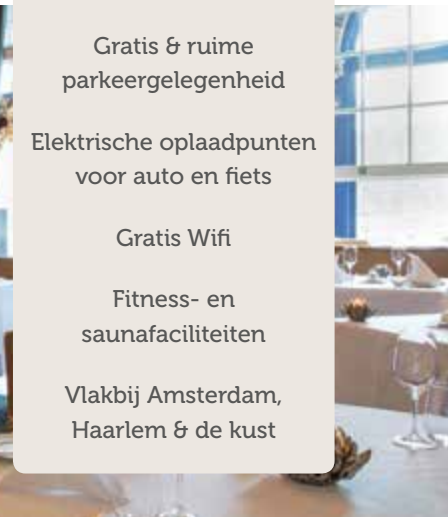 Gratis & ruime
parkeergelegenheid
Elektrische oplaadpunten
voor auto en fiets
Gratis Wifi
Fitness- en
saunafaciliteiten
Vlakbij Amsterdam,
Haarlem & de kust